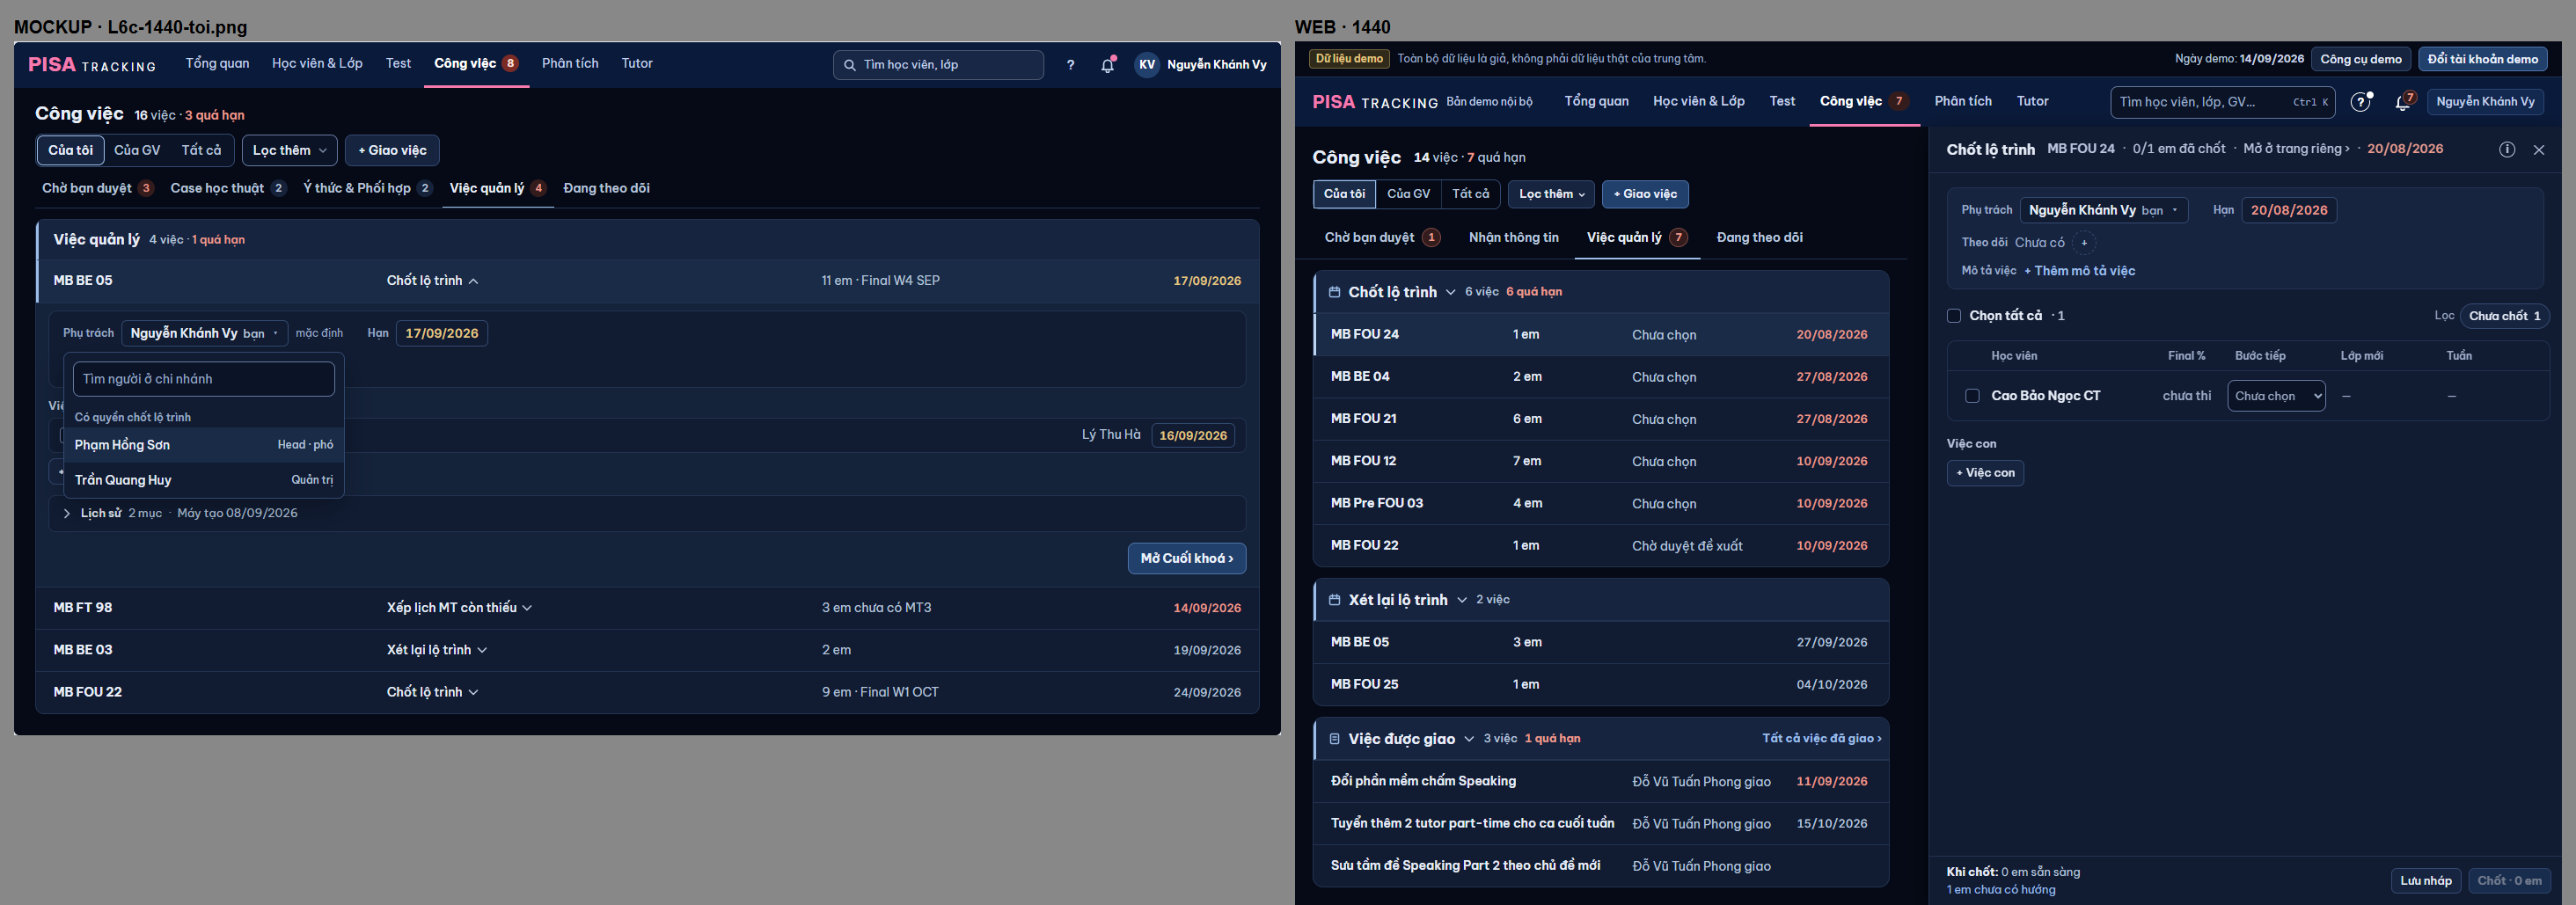 MOCKUP · L6c-1440-toi.png
PISA TRACKING Tổng quan Học viên & Lớp Test Công việc 8 Phân tích Tutor Tìm học viên, lớp ? KV Nguyễn Khánh Vy
Công việc 16 việc · 3 quá hạn
Của tôi Của GV Tất cả Lọc thêm + Giao việc
Chờ bạn duyệt 3 Case học thuật 2 Ý thức & Phối hợp 2 Việc quản lý 4 Đang theo dõi
Việc quản lý 4 việc · 1 quá hạn
MB BE 05 Chốt lộ trình 11 em · Final W4 SEP 17/09/2026
Phụ trách Nguyễn Khánh Vy bạn mặc định Hạn 17/09/2026
Tìm người ở chi nhánh
Có quyền chốt lộ trình
Phạm Hồng Sơn Head · phó
Lý Thu Hà 16/09/2026
Trần Quang Huy Quản trị
Lịch sử 2 mục · Máy tạo 08/09/2026
Mở Cuối khoá ›
MB FT 98 Xếp lịch MT còn thiếu 3 em chưa có MT3 14/09/2026
MB BE 03 Xét lại lộ trình 2 em 19/09/2026
MB FOU 22 Chốt lộ trình 9 em · Final W1 OCT 24/09/2026
WEB · 1440
Dữ liệu demo Toàn bộ dữ liệu là giả, không phải dữ liệu thật của trung tâm. Ngày demo: 14/09/2026 Công cụ demo Đổi tài khoản demo
PISA TRACKING Bản demo nội bộ Tổng quan Học viên & Lớp Test Công việc 7 Phân tích Tutor Tìm học viên, lớp, GV... Ctrl K ? 7 Nguyễn Khánh Vy
Công việc 14 việc · 7 quá hạn
Của tôi Của GV Tất cả Lọc thêm + Giao việc
Chờ bạn duyệt 1 Nhận thông tin Việc quản lý 7 Đang theo dõi
Chốt lộ trình 6 việc 6 quá hạn
MB FOU 24 1 em Chưa chọn 20/08/2026
MB BE 04 2 em Chưa chọn 27/08/2026
MB FOU 21 6 em Chưa chọn 27/08/2026
MB FOU 12 7 em Chưa chọn 10/09/2026
MB Pre FOU 03 4 em Chưa chọn 10/09/2026
MB FOU 22 1 em Chờ duyệt đề xuất 10/09/2026
Xét lại lộ trình 2 việc
MB BE 05 3 em 27/09/2026
MB FOU 25 1 em 04/10/2026
Việc được giao 3 việc 1 quá hạn Tất cả việc đã giao ›
Đổi phần mềm chấm Speaking Đỗ Vũ Tuấn Phong giao 11/09/2026
Tuyển thêm 2 tutor part-time cho ca cuối tuần Đỗ Vũ Tuấn Phong giao 15/10/2026
Sưu tầm đề Speaking Part 2 theo chủ đề mới Đỗ Vũ Tuấn Phong giao
Chốt lộ trình MB FOU 24 · 0/1 em đã chốt · Mở ở trang riêng › · 20/08/2026
Phụ trách Nguyễn Khánh Vy bạn Hạn 20/08/2026
Theo dõi Chưa có +
Mô tả việc + Thêm mô tả việc
Chọn tất cả · 1 Lọc Chưa chốt 1
Học viên Final % Bước tiếp Lớp mới Tuần
Cao Bảo Ngọc CT chưa thi Chưa chọn — —
Việc con
+ Việc con
Khi chốt: 0 em sẵn sàng
1 em chưa có hướng
Lưu nháp Chốt · 0 em